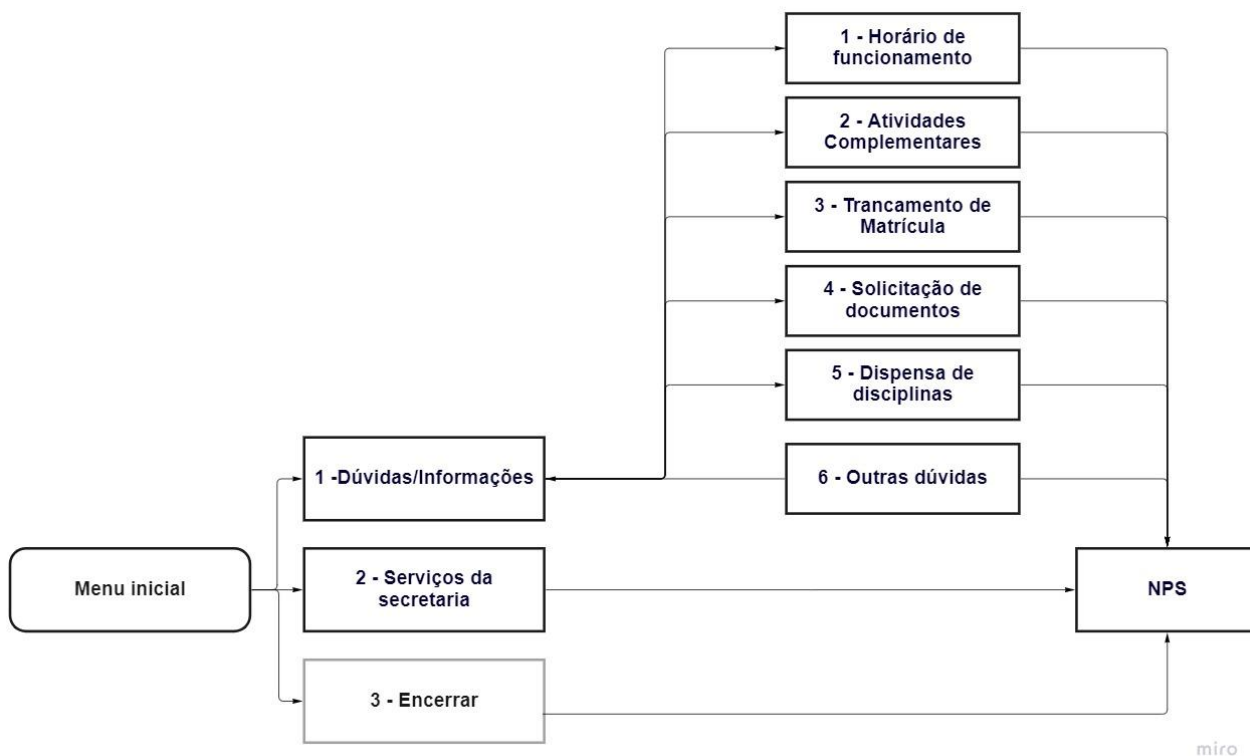 1 - Horário de
funcionamento
2 - Atividades
Complementares
3 - Trancamento de
Matrícula
4 - Solicitação de
documentos
5 - Dispensa de
disciplinas
1 -Dúvidas/Informações
6 - Outras dúvidas
Menu inicial
2 - Serviços da
secretaria
NPS
3 - Encerrar
miro